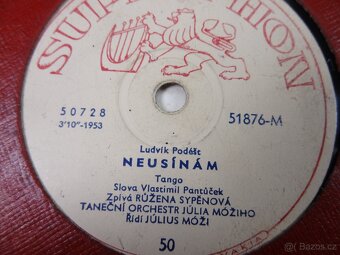 SUPRAPHON
50728
3'10"-1953
51876-M
Ludvík Podéšt
NEUSÍNÁM
Tango
Slova Vlastimil Pantůček
Zpívá RŮŽENA SYPĚNOVÁ
TANEČNÍ ORCHESTR JÚLIA MÓŽIHO
Řídí JÚLIUS MÓŽI
50
Bazos.cz